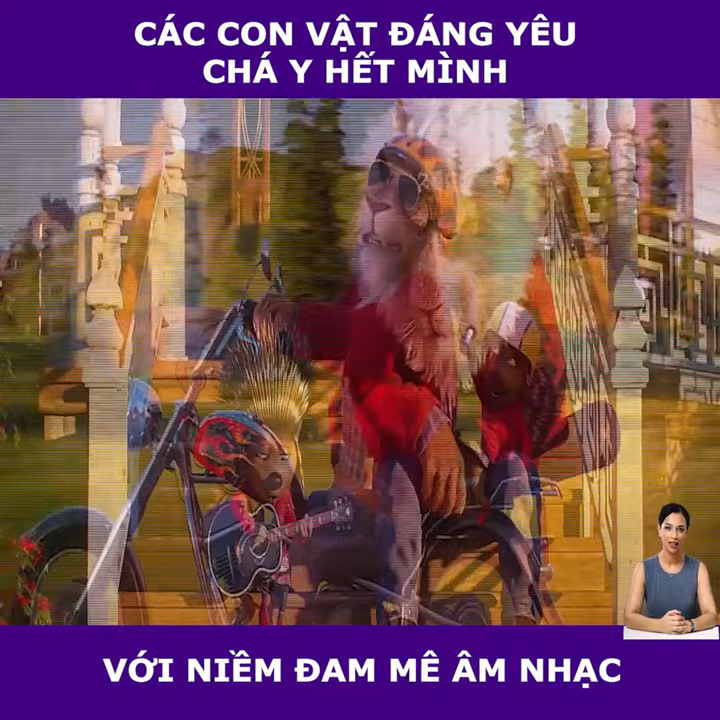 CÁC CON VẬT ĐÁNG YÊU
CHÁ Y HẾT MÌNH
VỚI NIỀM ĐAM MÊ ÂM NHẠC